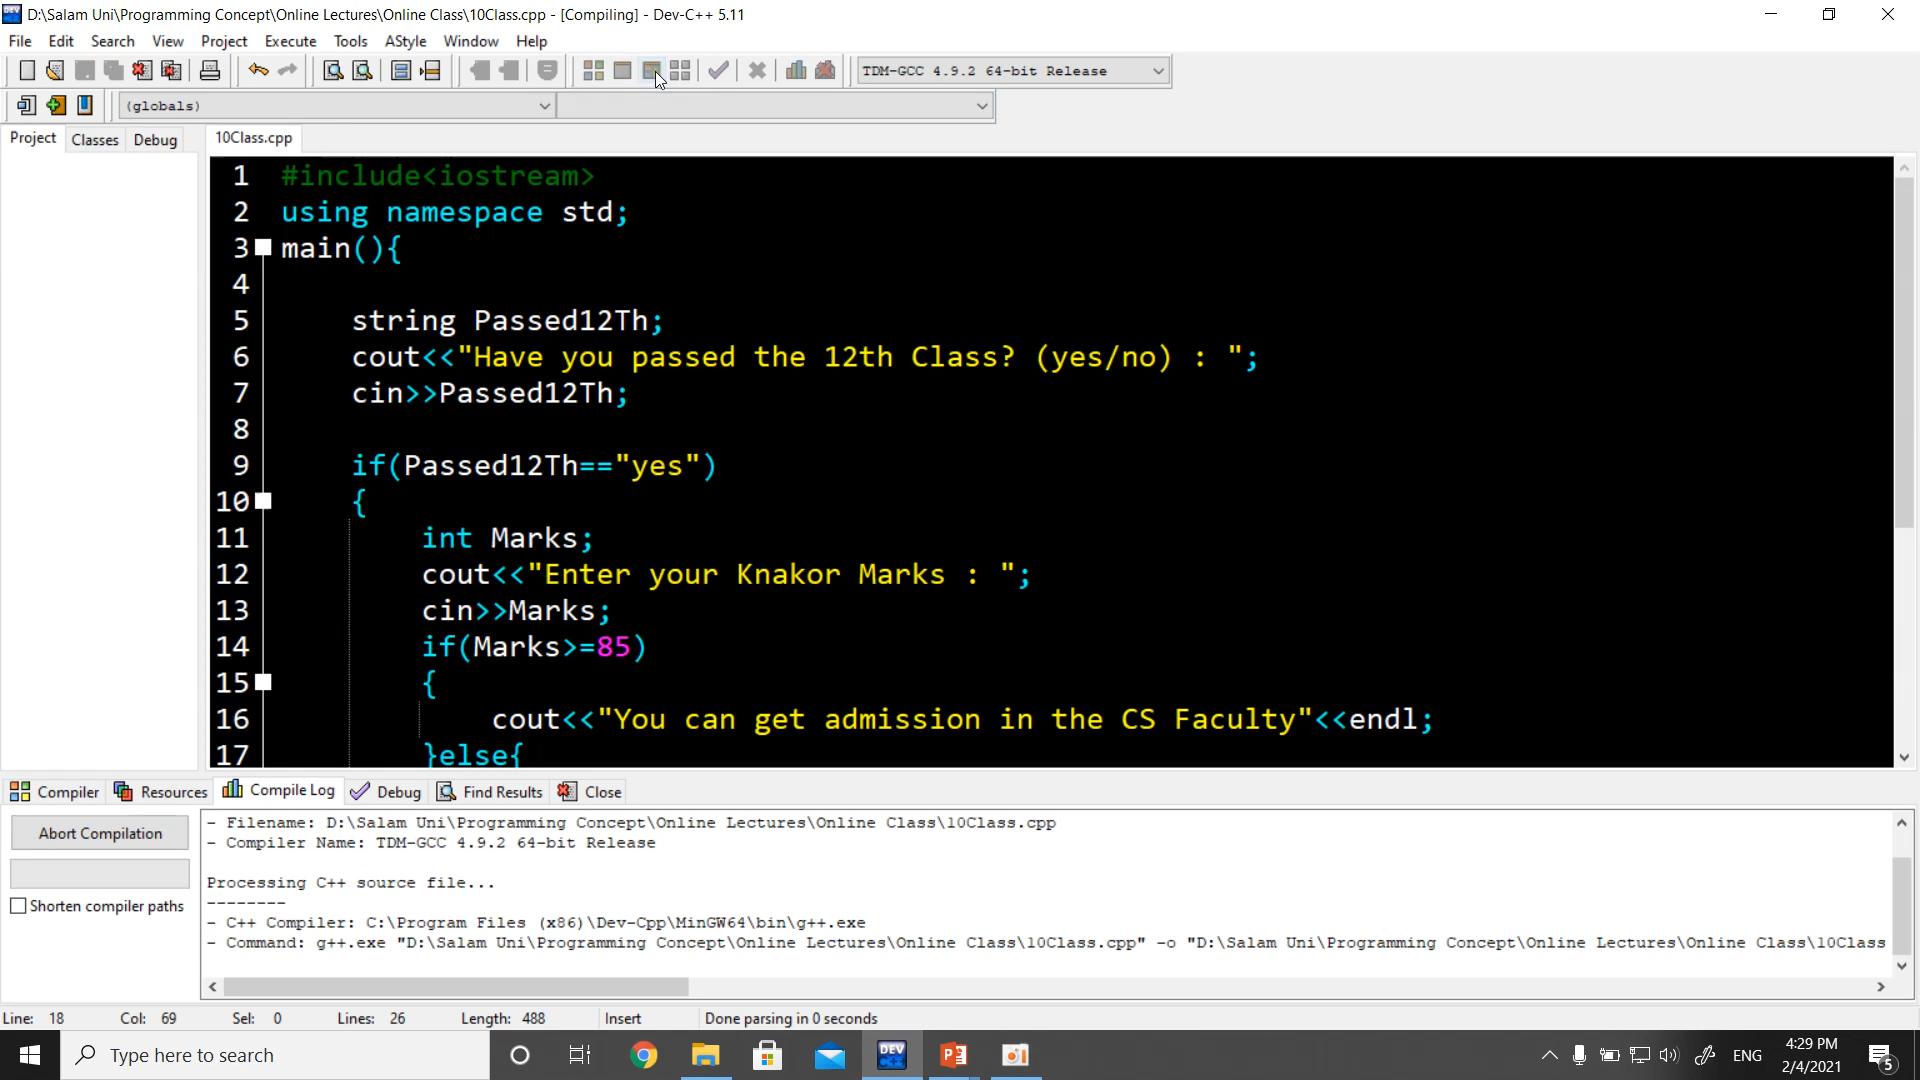 D:\Salam Uni\Programming Concept\Online Lectures\Online Class\10Class.cpp - [Compiling] - Dev-C++ 5.11
File Edit Search View Project Execute Tools AStyle Window Help
TDM-GCC 4.9.2 64-bit Release
(globals)
Project Classes Debug 10Class.cpp
1 #include<iostream>
2 using namespace std;
3 main(){
4
5 string Passed12Th;
6 cout<<"Have you passed the 12th Class? (yes/no) : ";
7 cin>>Passed12Th;
8
9 if(Passed12Th=="yes")
10 {
11 int Marks;
12 cout<<"Enter your Knakor Marks : ";
13 cin>>Marks;
14 if(Marks>=85)
15 {
16 cout<<"You can get admission in the CS Faculty"<<endl;
17 }else{
Compiler Resources Compile Log Debug Find Results Close
Abort Compilation
Shorten compiler paths
- Filename: D:\Salam Uni\Programming Concept\Online Lectures\Online Class\10Class.cpp
- Compiler Name: TDM-GCC 4.9.2 64-bit Release
Processing C++ source file...
--------
- C++ Compiler: C:\Program Files (x86)\Dev-Cpp\MinGW64\bin\g++.exe
- Command: g++.exe "D:\Salam Uni\Programming Concept\Online Lectures\Online Class\10Class.cpp" -o "D:\Salam Uni\Programming Concept\Online Lectures\Online Class\10Class
Line: 18 Col: 69 Sel: 0 Lines: 26 Length: 488 Insert Done parsing in 0 seconds
Type here to search
DEV C++
ENG
4:29 PM
2/4/2021
5